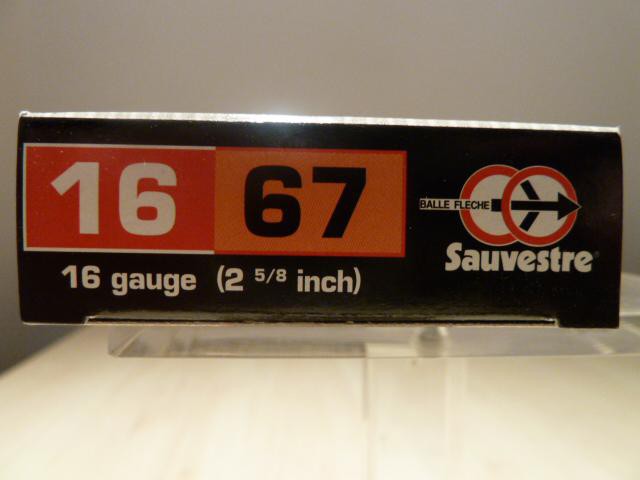 16 67
16 gauge (2 5/8 inch)
BALLE FLECHE
Sauvestre®